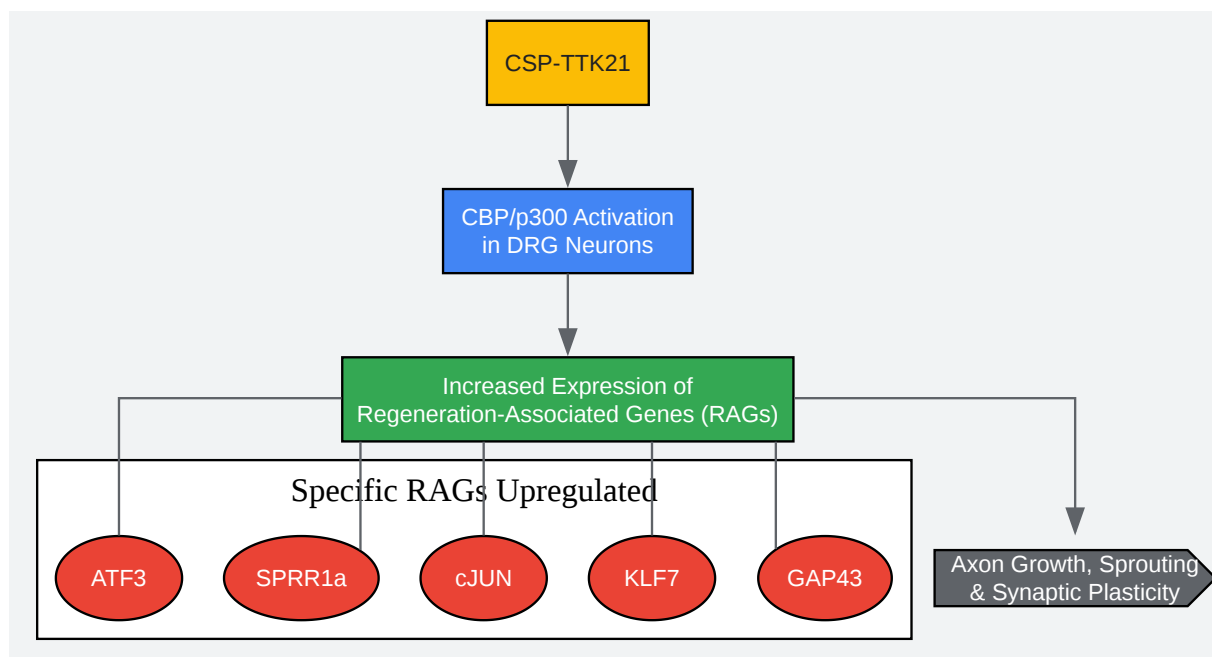 CSP-TTK21
CBP/p300 Activation
in DRG Neurons
Increased Expression of
Regeneration-Associated Genes (RAGs)
Specific RAGs Upregulated
ATF3
SPRR1a
cJUN
KLF7
GAP43
Axon Growth, Sprouting
& Synaptic Plasticity